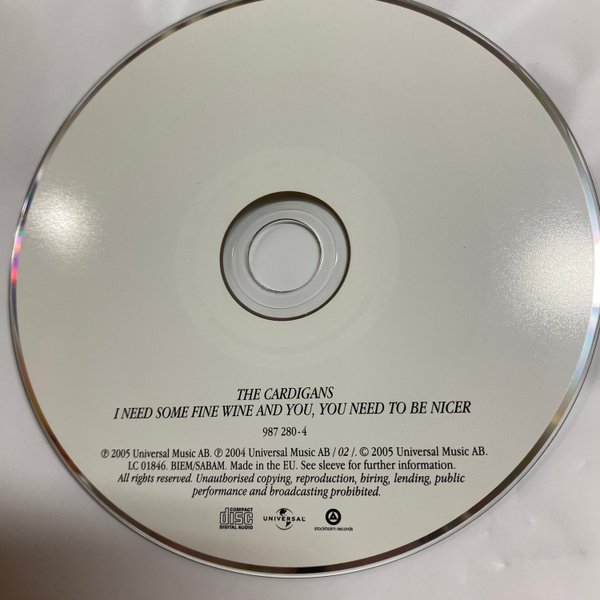 THE CARDIGANS
I NEED SOME FINE WINE AND YOU, YOU NEED TO BE NICER
987 280-4
℗ 2005 Universal Music AB. ℗ 2004 Universal Music AB / 02 /. © 2005 Universal Music AB.
LC 01846. BIEM/SABAM. Made in the EU. See sleeve for further information.
All rights reserved. Unauthorised copying, reproduction, hiring, lending, public
performance and broadcasting prohibited.
COMPACT
disc
DIGITAL AUDIO
UNIVERSAL
stockholm records